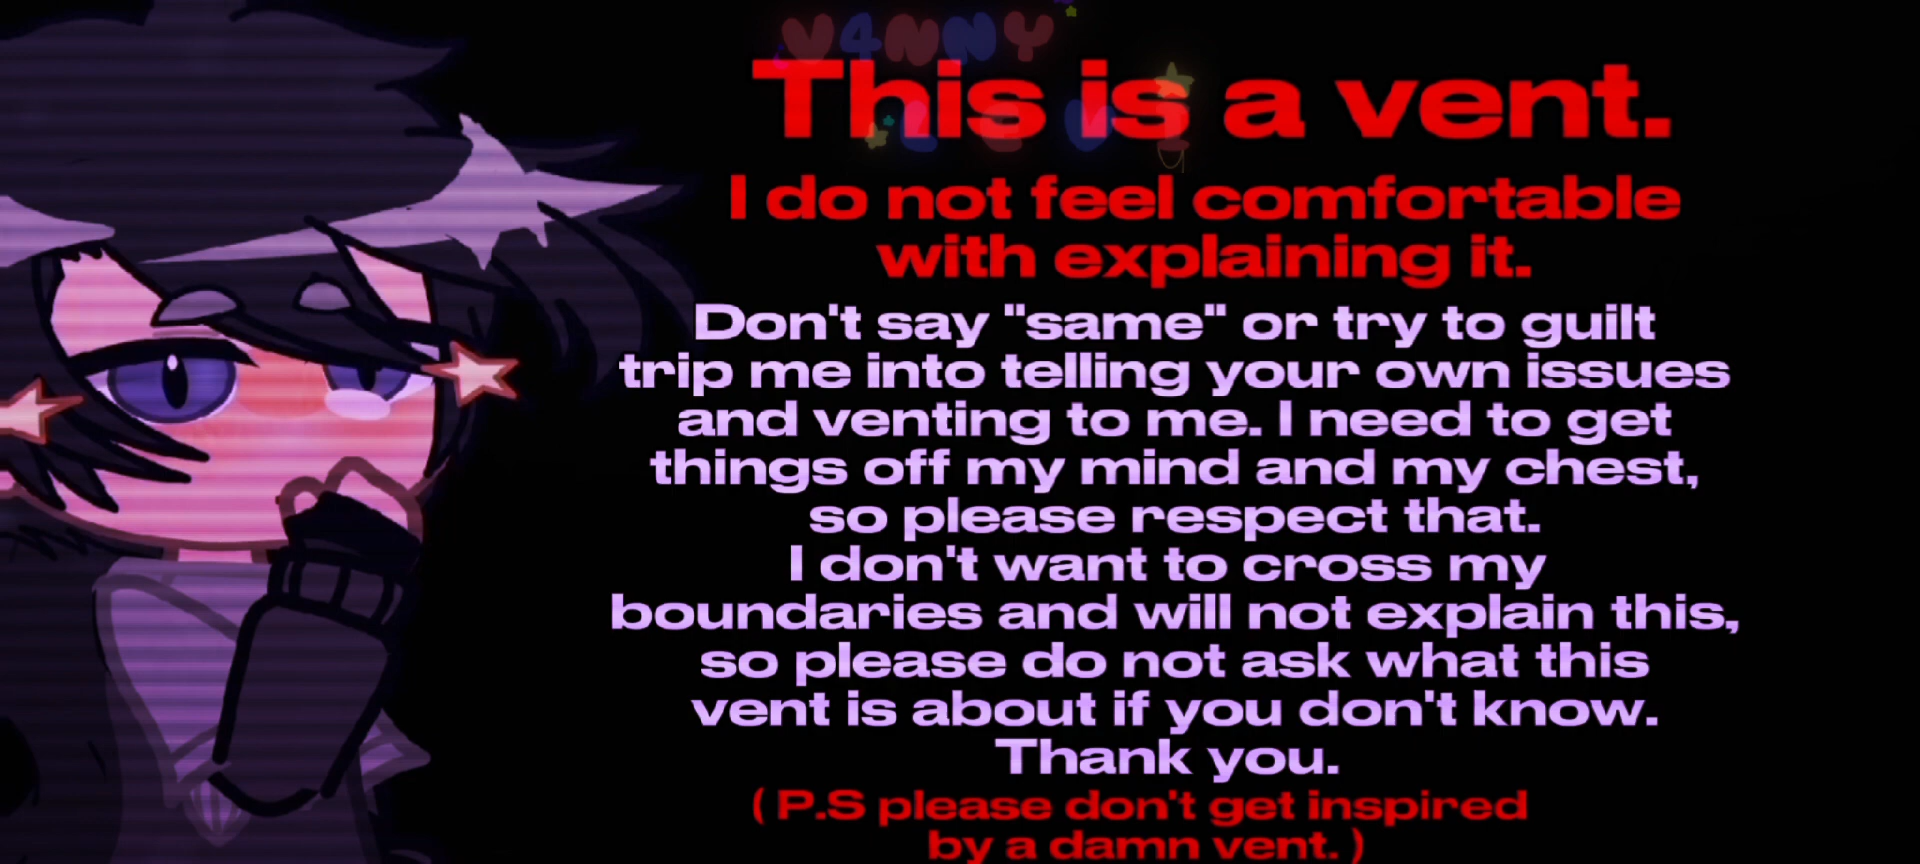 V4NNY
This is a vent.
I do not feel comfortable
with explaining it.
Don't say "same" or try to guilt
trip me into telling your own issues
and venting to me. I need to get
things off my mind and my chest,
so please respect that.
I don't want to cross my
boundaries and will not explain this,
so please do not ask what this
vent is about if you don't know.
Thank you.
( P.S please don't get inspired
by a damn vent. )